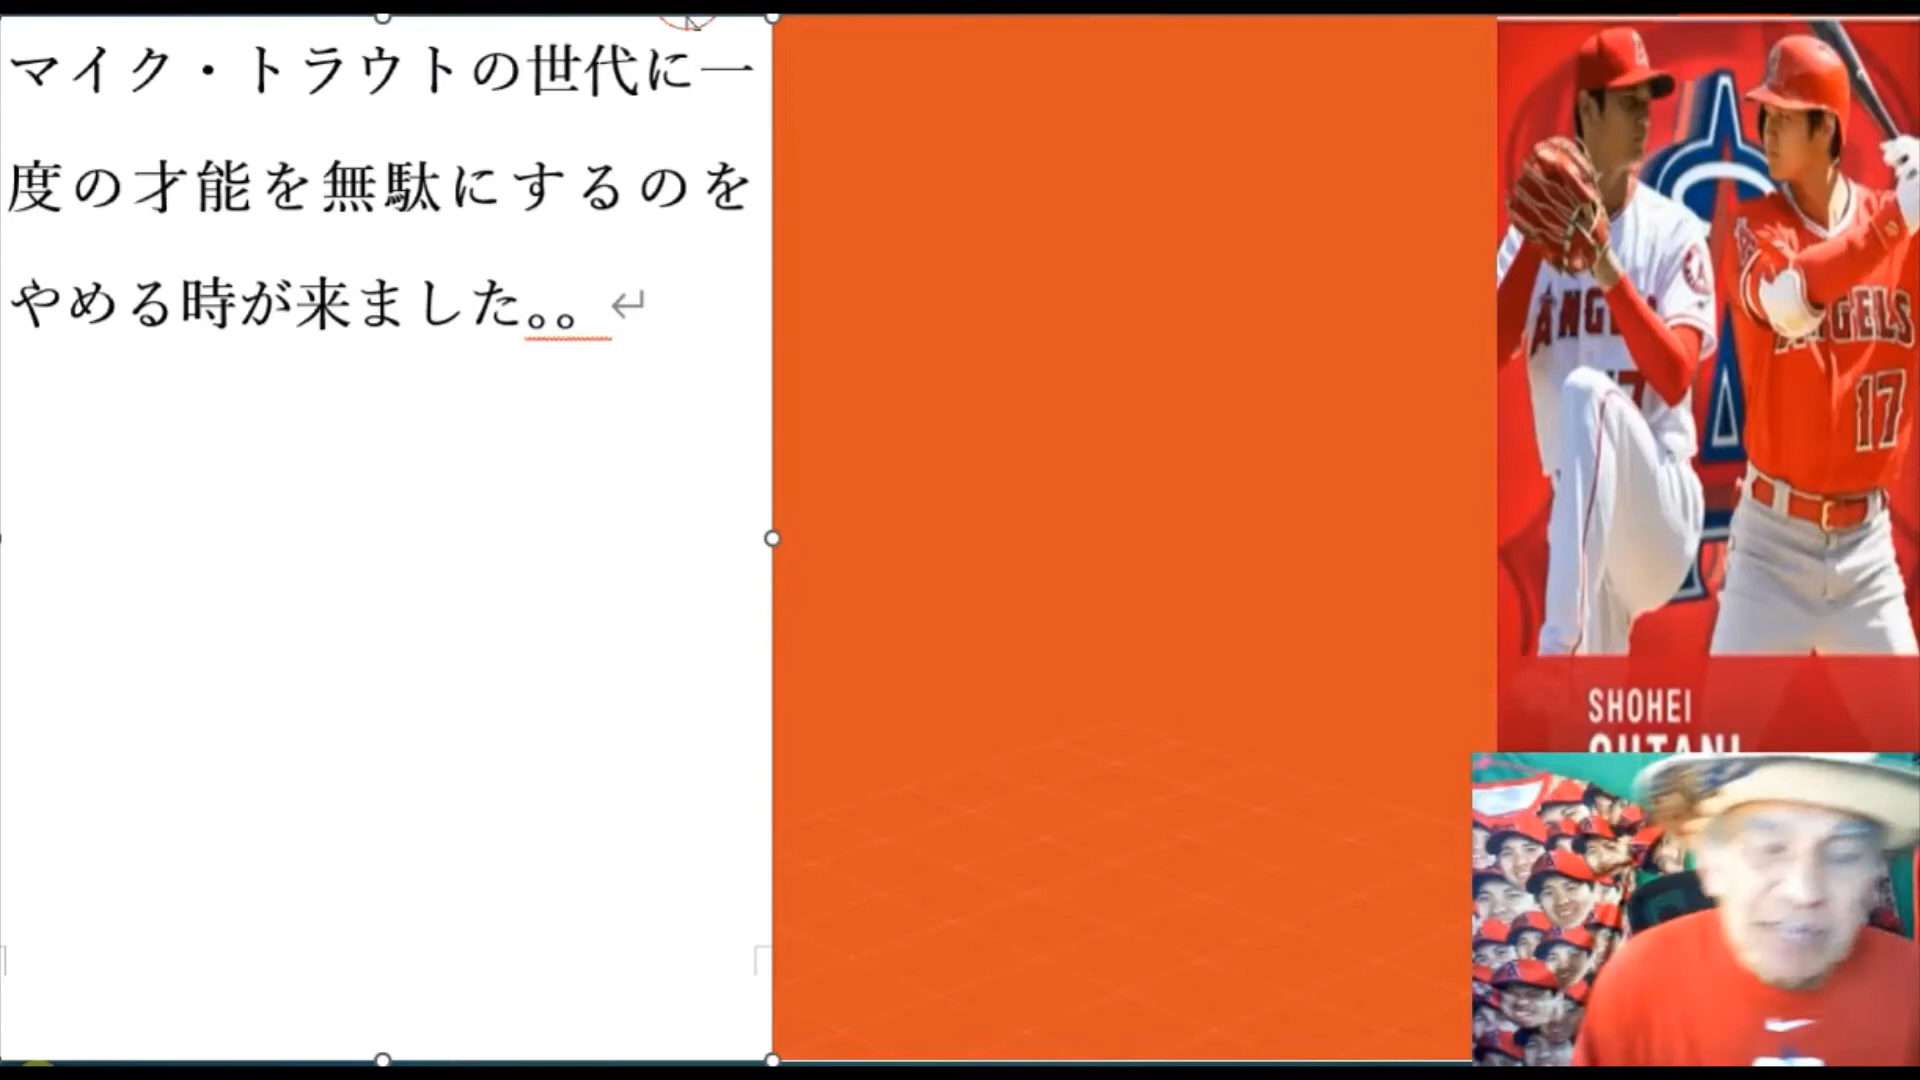 マイク・トラウトの世代に一
度の才能を無駄にするのを
やめる時が来ました。。
ANGELS
17
SHOHEI
OHTANI